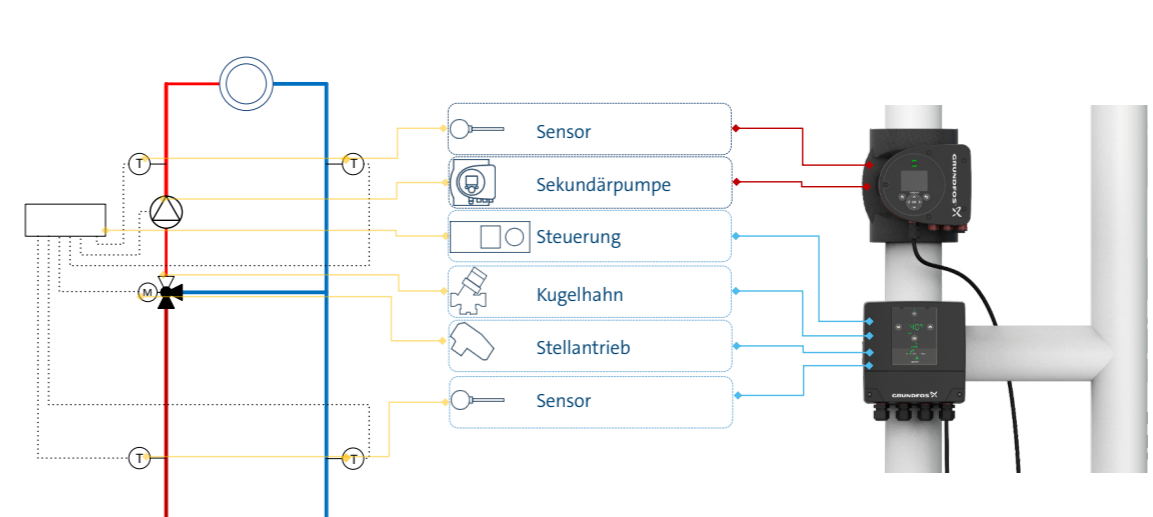 Sensor
T
T
Sekundärpumpe
GRUNDFOS
Steuerung
M
Kugelhahn
Stellantrieb
Sensor
GRUNDFOS
T
T